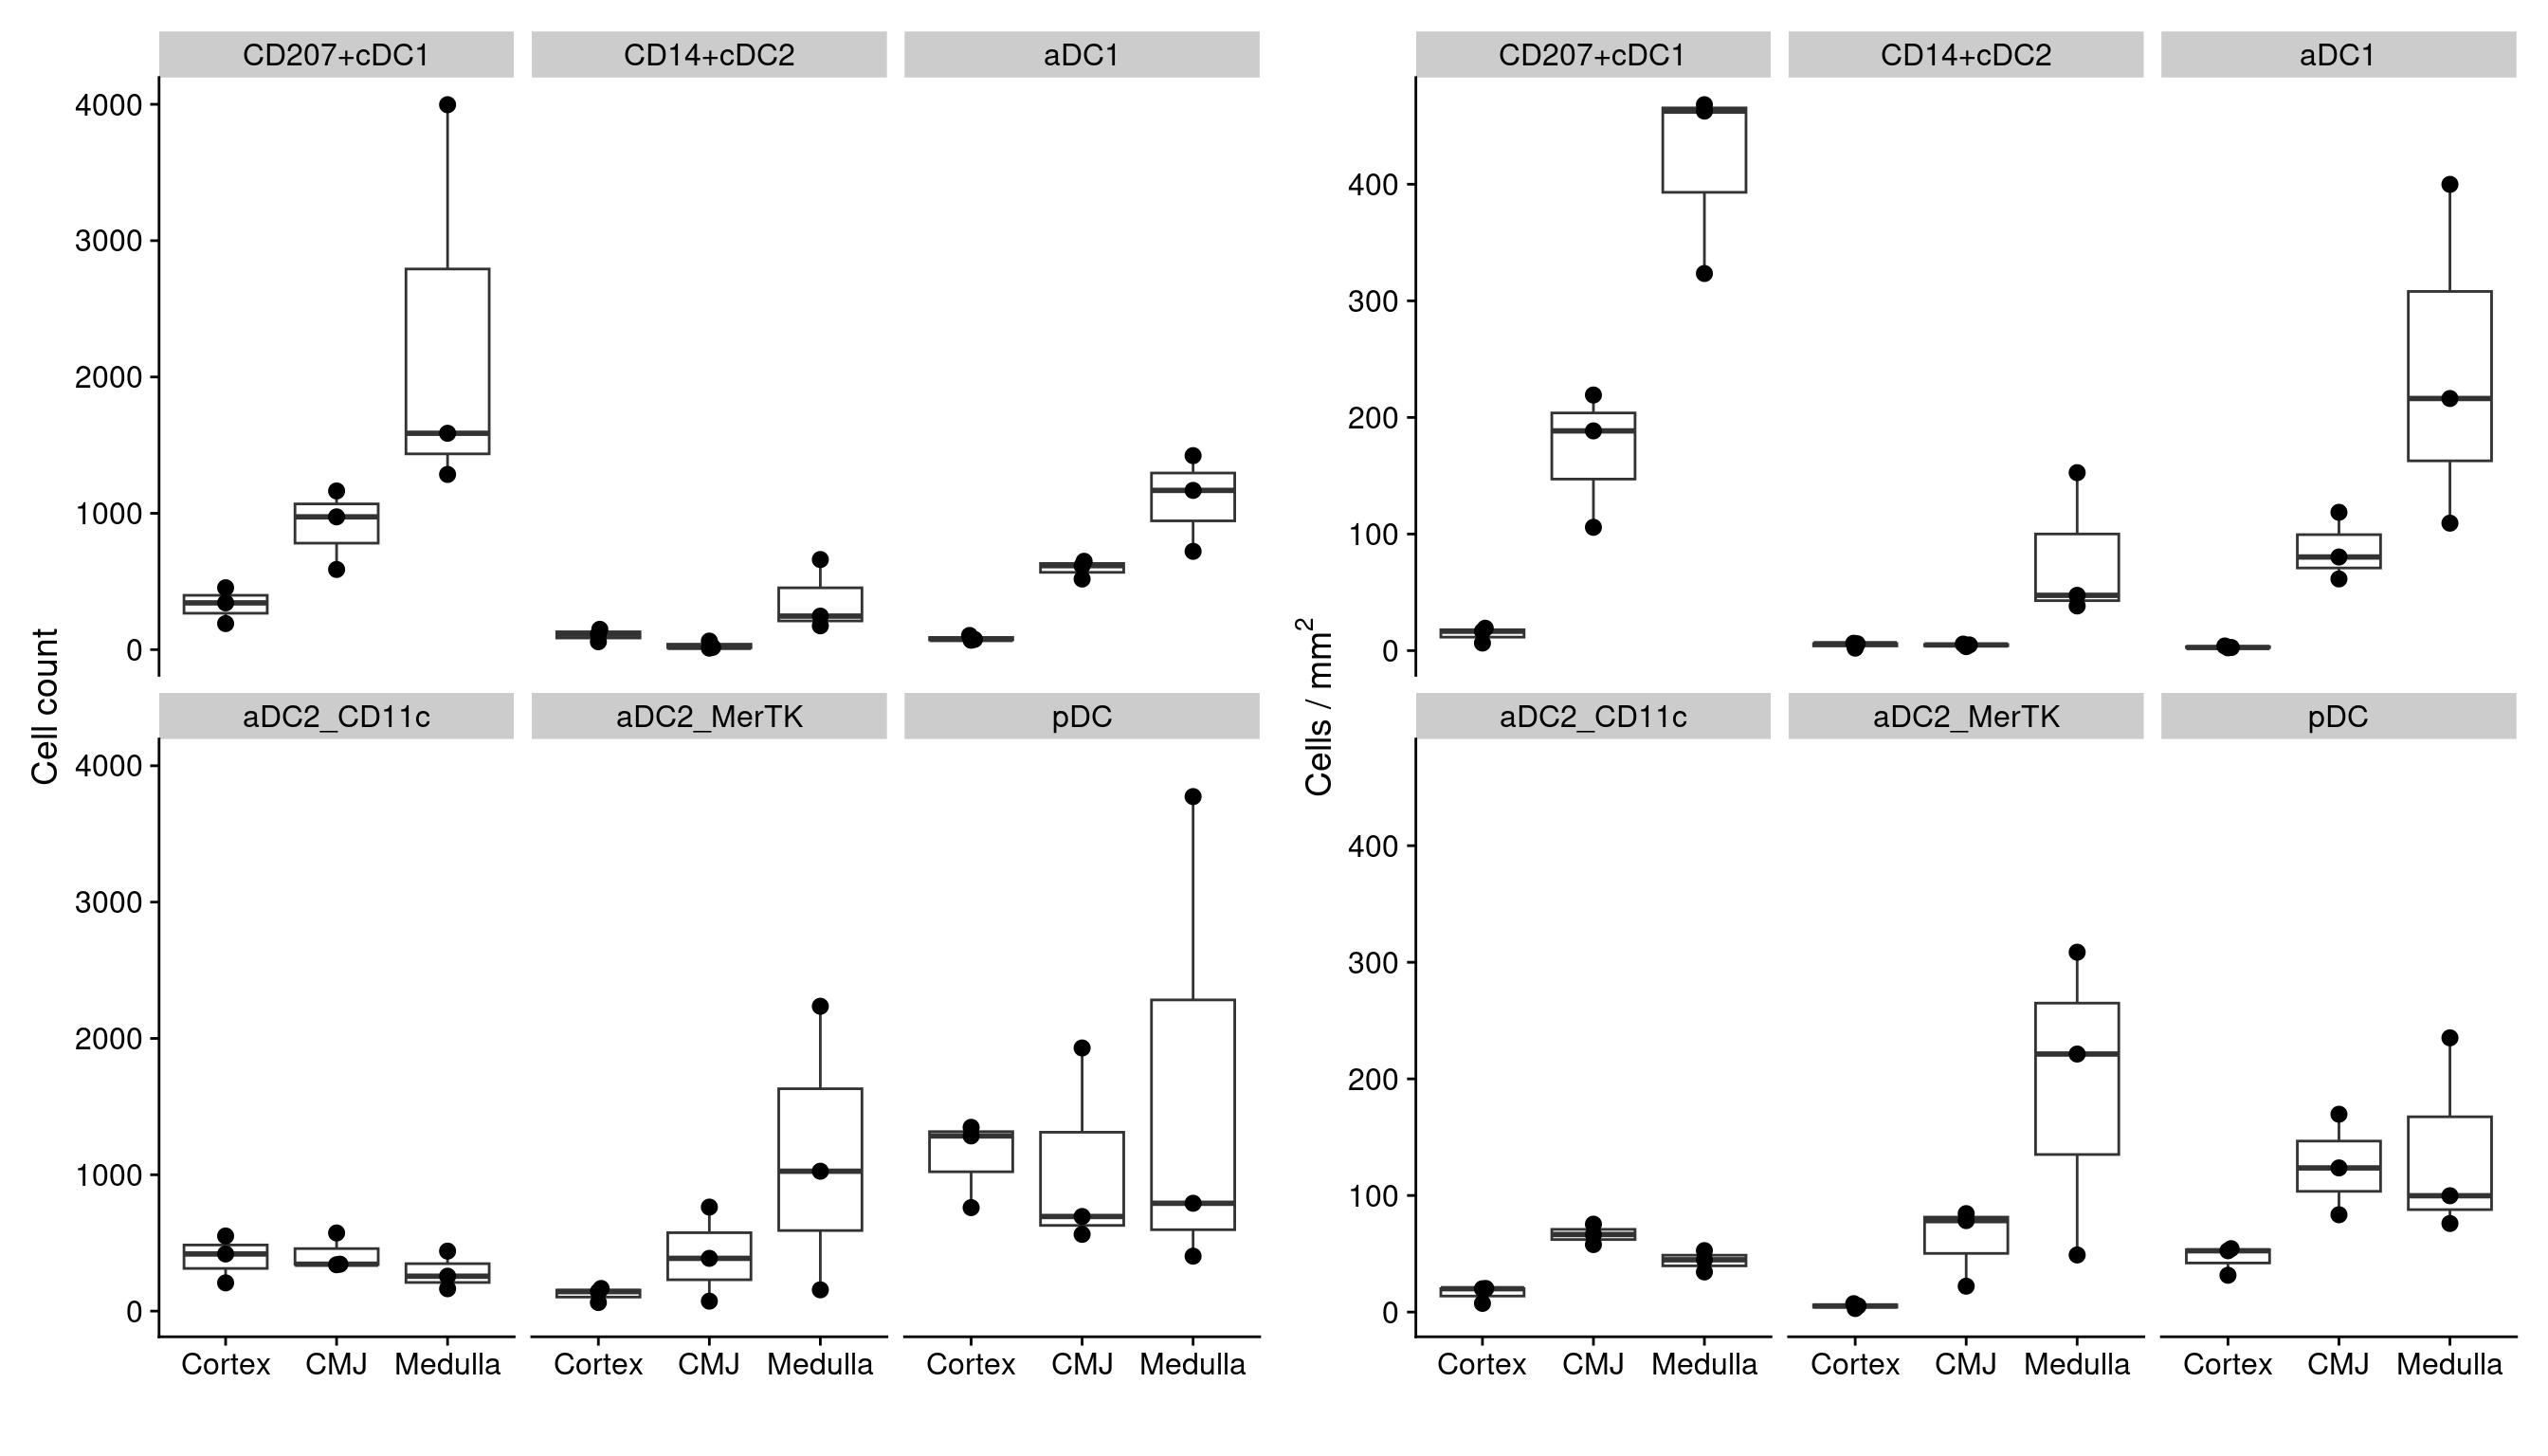 CD207+cDC1 CD14+cDC2 aDC1
4000
3000
2000
1000
0
Cell count
aDC2_CD11c aDC2_MerTK pDC
4000
3000
2000
1000
0
Cortex CMJ Medulla Cortex CMJ Medulla Cortex CMJ Medulla
CD207+cDC1 CD14+cDC2 aDC1
400
300
200
100
0
Cells / mm²
aDC2_CD11c aDC2_MerTK pDC
400
300
200
100
0
Cortex CMJ Medulla Cortex CMJ Medulla Cortex CMJ Medulla